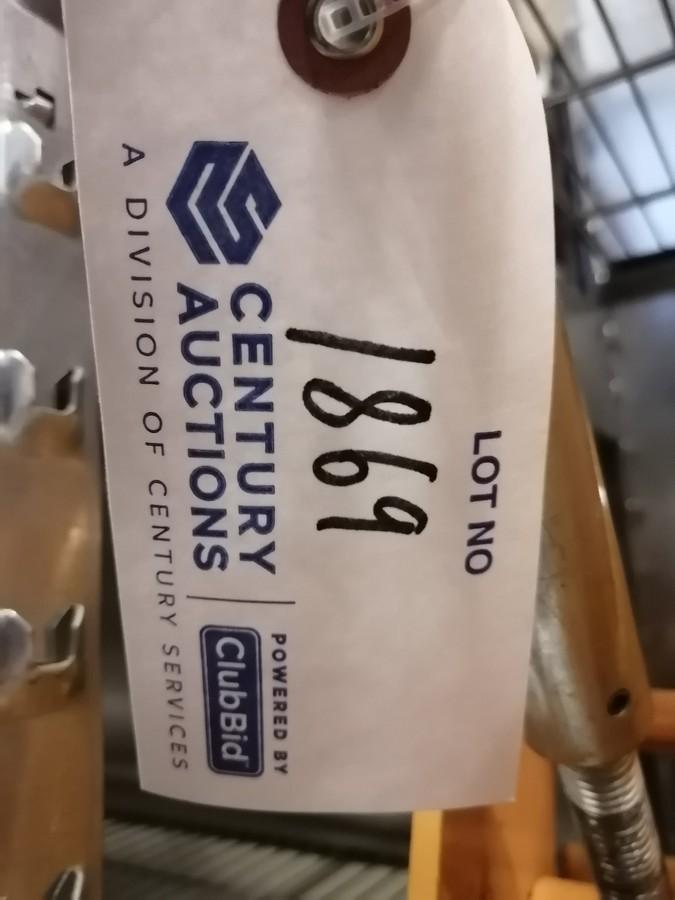 LOT NO
1869
CENTURY
AUCTIONS
POWERED BY
ClubBid
A DIVISION OF CENTURY SERVICES